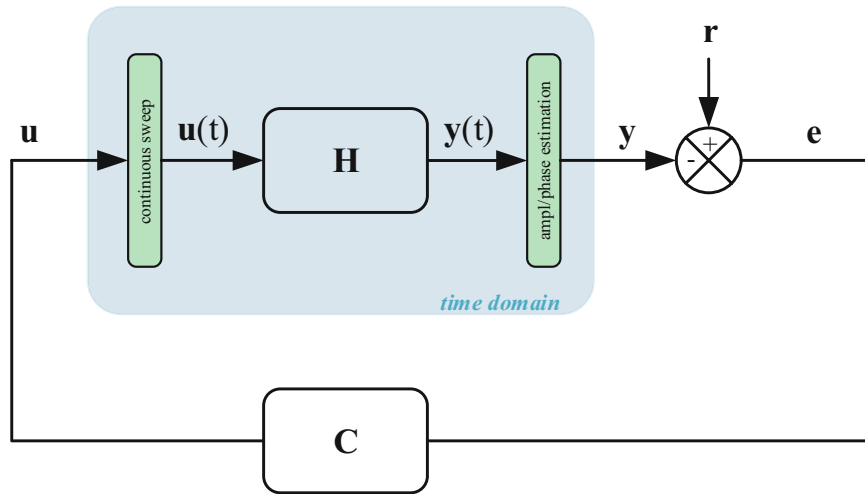 r
u
continuous sweep
u(t)
H
y(t)
ampl/phase estimation
y
+
-
e
time domain
C